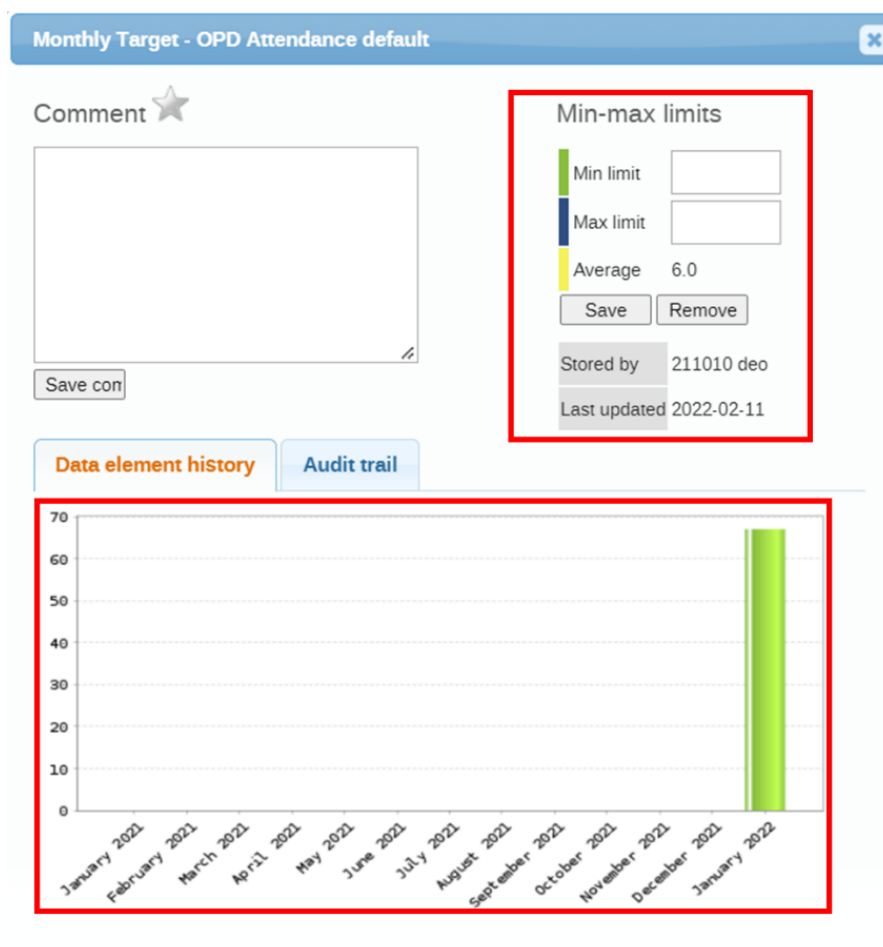 Monthly Target - OPD Attendance default
Comment
Min-max limits
Min limit
Max limit
Average 6.0
Save Remove
Stored by 211010 deo
Last updated 2022-02-11
Save com
Data element history Audit trail
70
60
50
40
30
20
10
0
January 2021
February 2021
March 2021
April 2021
May 2021
June 2021
July 2021
August 2021
September 2021
October 2021
November 2021
December 2021
January 2022